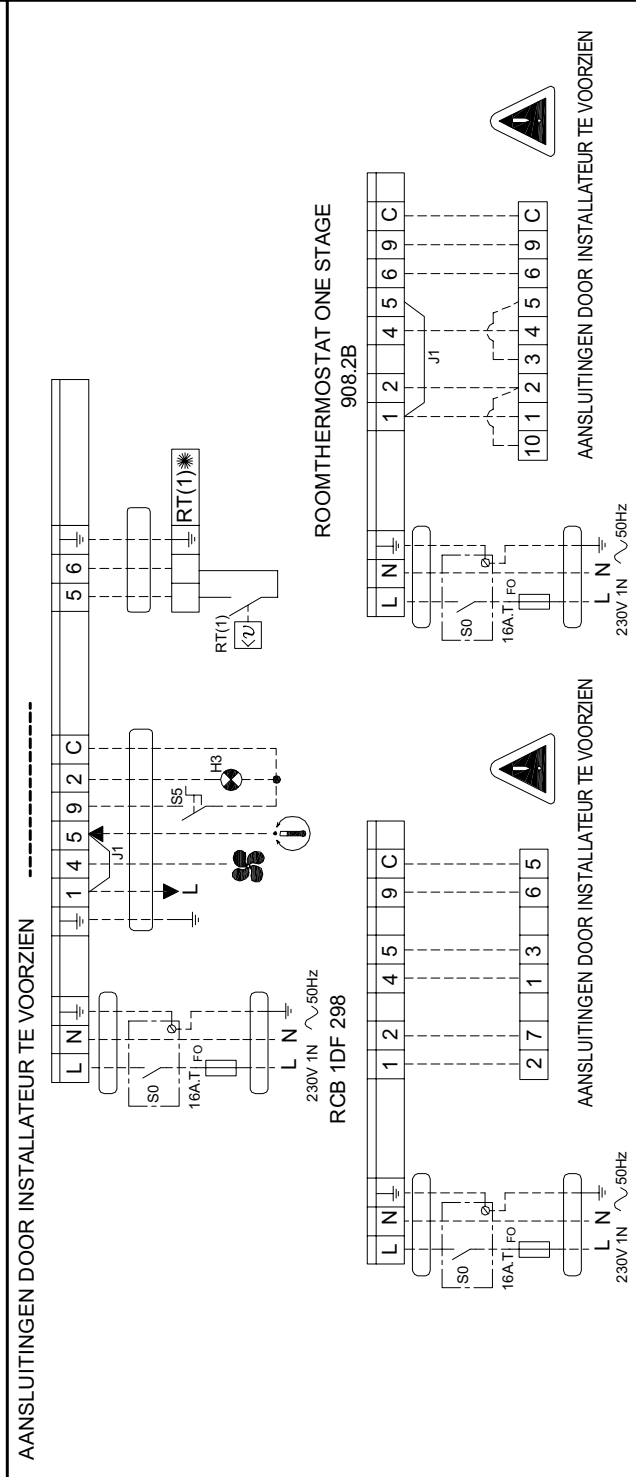 AANSLUITINGEN DOOR INSTALLATEUR TE VOORZIEN
L N 1 4 5 9 2 C 5 6
J1
S5
H3
L
RT(1)
RT(1)
<υ
S0
16A.T FO
L N
230V 1N 50Hz
RCB 1DF 298
L N 1 2 4 5 9 C
S0
16A.T FO
L N
230V 1N 50Hz
2 7 1 3 6 5
AANSLUITINGEN DOOR INSTALLATEUR TE VOORZIEN
!
ROOMTHERMOSTAT ONE STAGE
908.2B
L N 1 2 4 5 6 9 C
J1
S0
16A.T FO
L N
230V 1N 50Hz
10 1 2 3 4 5 6 9 C
AANSLUITINGEN DOOR INSTALLATEUR TE VOORZIEN
!